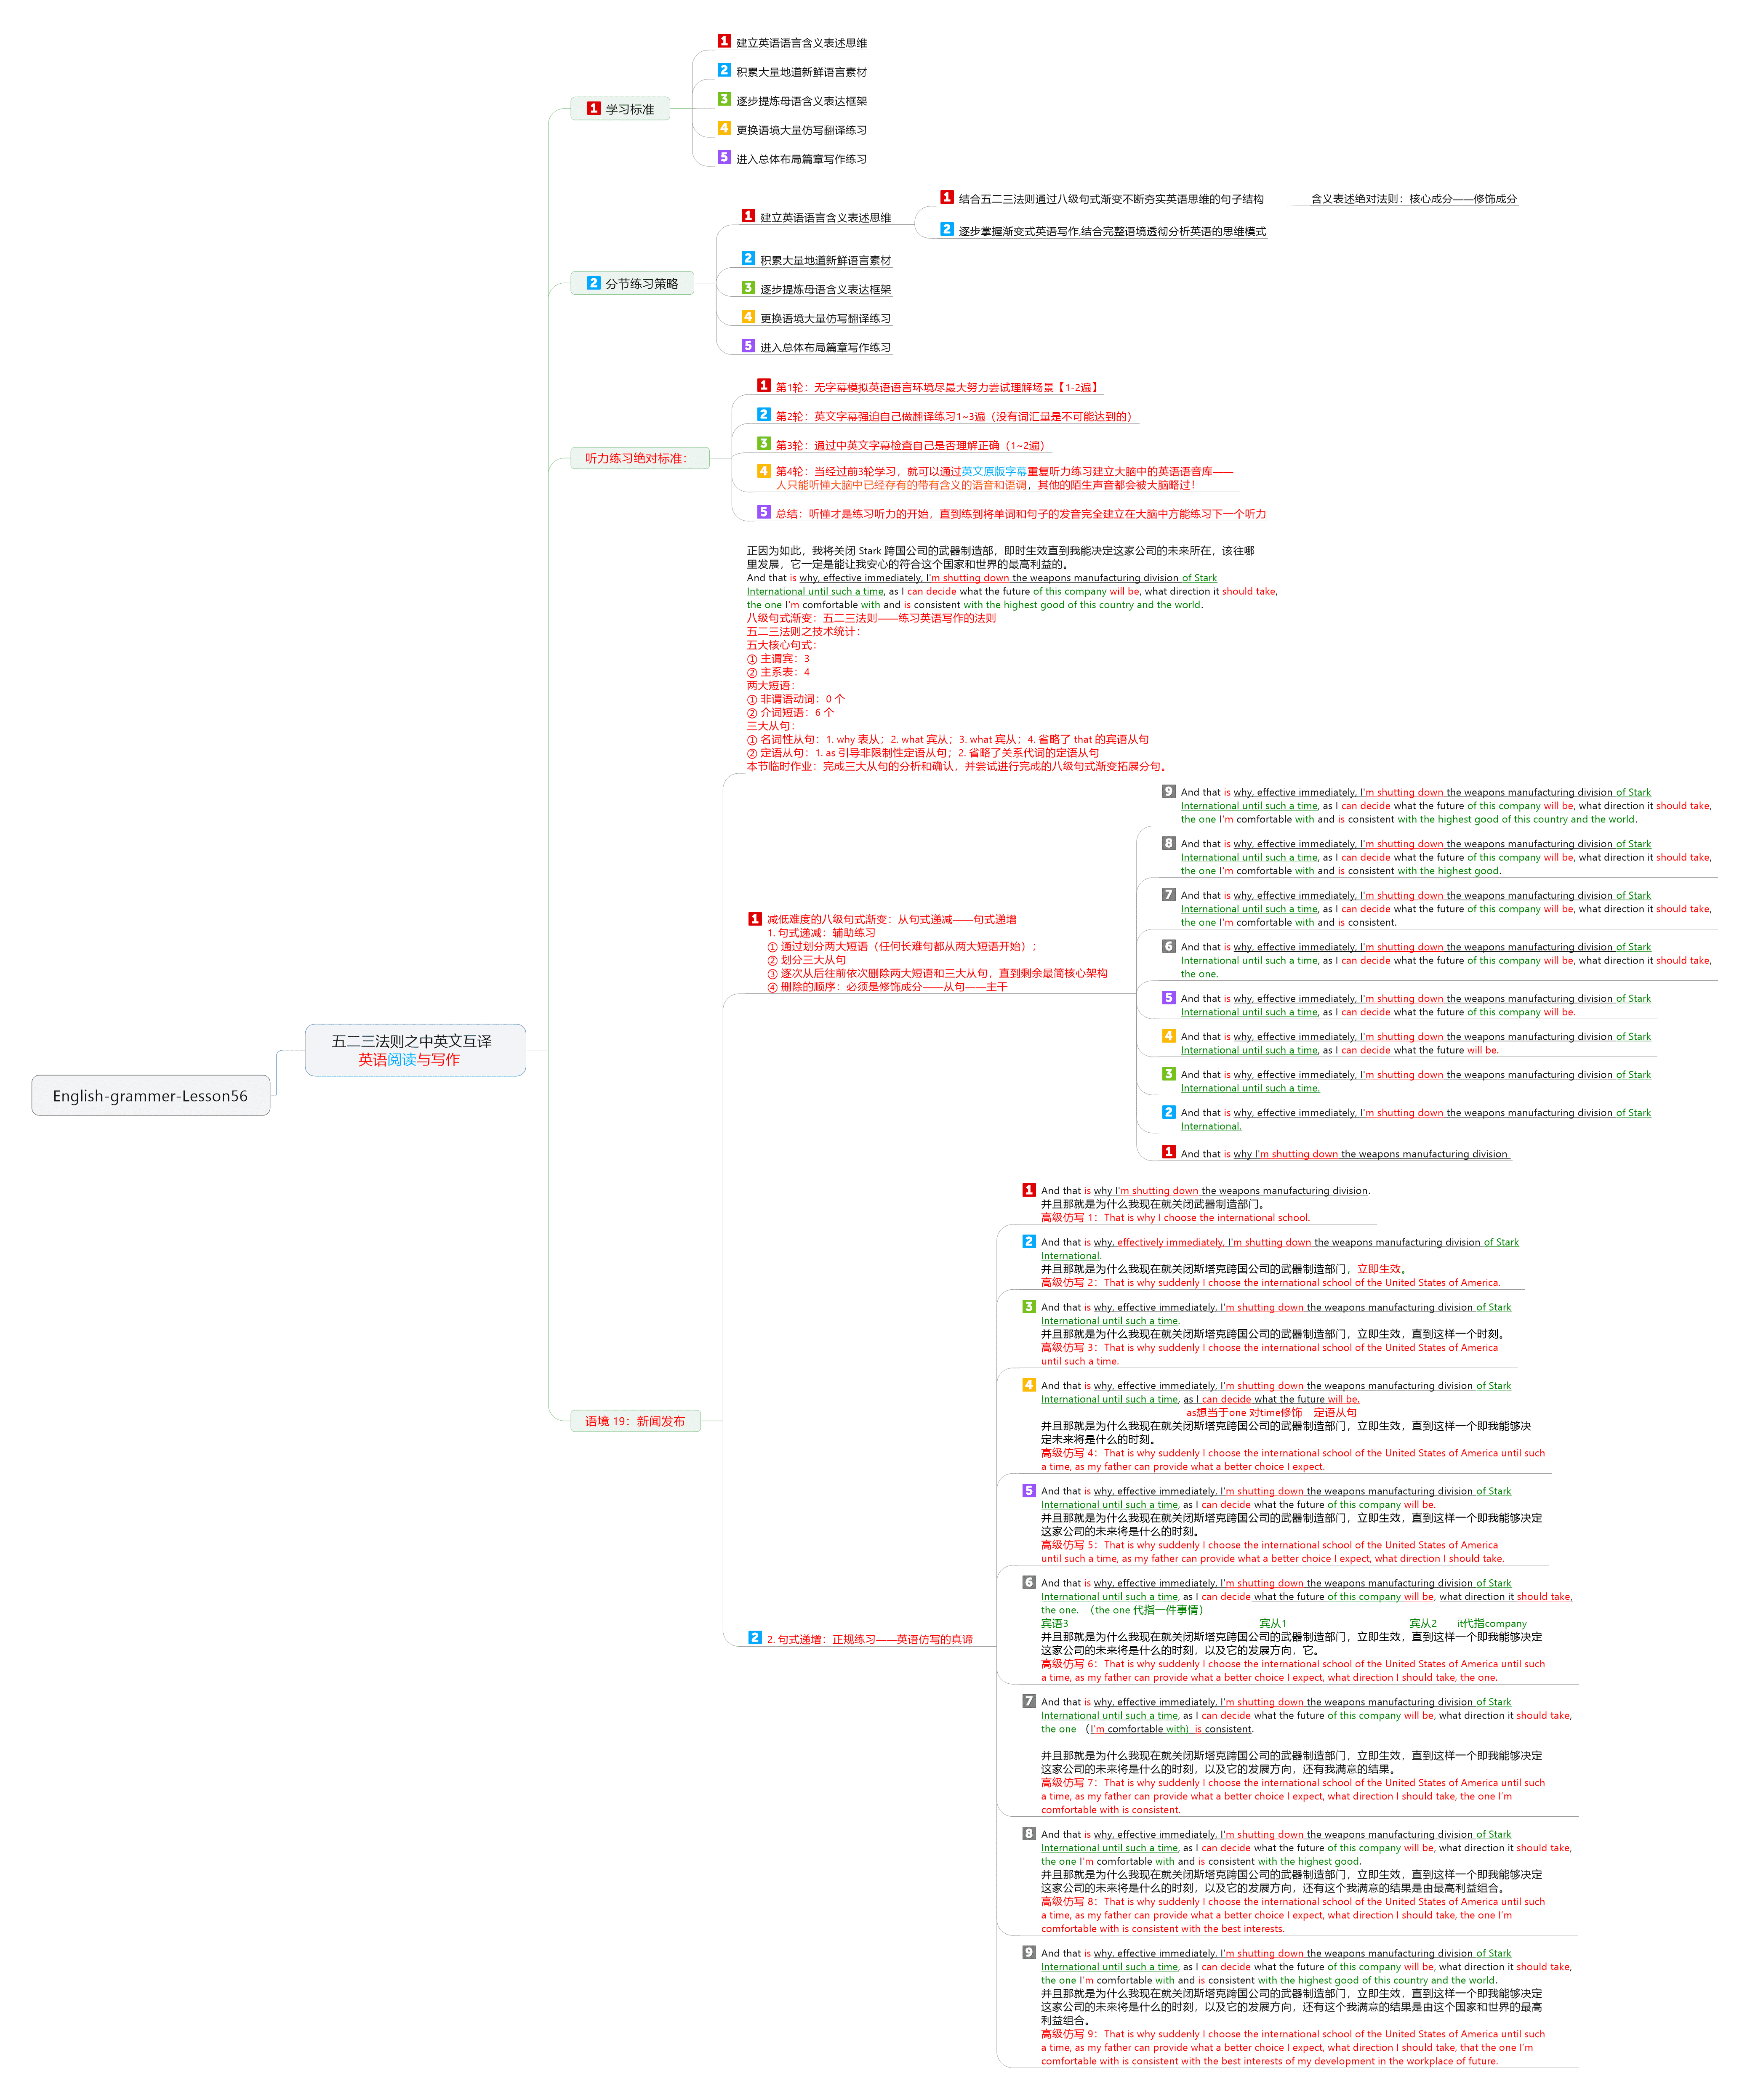 English-grammer-Lesson56
五二三法则之中英文互译
英语阅读与写作
1 学习标准
1 建立英语语言含义表述思维
2 积累大量地道新鲜语言素材
3 逐步提炼母语含义表达框架
4 更换语境大量仿写翻译练习
5 进入总体布局篇章写作练习
2 分节练习策略
1 建立英语语言含义表述思维
1 结合五二三法则通过八级句式渐变不断夯实英语思维的句子结构
含义表述绝对法则：核心成分——修饰成分
2 逐步掌握渐变式英语写作,结合完整语境透彻分析英语的思维模式
2 积累大量地道新鲜语言素材
3 逐步提炼母语含义表达框架
4 更换语境大量仿写翻译练习
5 进入总体布局篇章写作练习
听力练习绝对标准：
1 第1轮：无字幕模拟英语语言环境尽最大努力尝试理解场景【1-2遍】
2 第2轮：英文字幕强迫自己做翻译练习1~3遍（没有词汇量是不可能达到的）
3 第3轮：通过中英文字幕检查自己是否理解正确（1~2遍）
4 第4轮：当经过前3轮学习，就可以通过英文原版字幕重复听力练习建立大脑中的英语语音库——
人只能听懂大脑中已经存有的带有含义的语音和语调，其他的陌生声音都会被大脑略过！
5 总结：听懂才是练习听力的开始，直到练到将单词和句子的发音完全建立在大脑中方能练习下一个听力
语境 19：新闻发布
正因为如此，我将关闭 Stark 跨国公司的武器制造部，即时生效直到我能决定这家公司的未来所在，该往哪
里发展，它一定是能让我安心的符合这个国家和世界的最高利益的。
And that is why, effective immediately, I'm shutting down the weapons manufacturing division of Stark
International until such a time, as I can decide what the future of this company will be, what direction it should take,
the one I'm comfortable with and is consistent with the highest good of this country and the world.
八级句式渐变：五二三法则——练习英语写作的法则
五二三法则之技术统计：
五大核心句式：
① 主谓宾：3
② 主系表：4
两大短语：
① 非谓语动词：0 个
② 介词短语：6 个
三大从句：
① 名词性从句：1. why 表从；2. what 宾从；3. what 宾从；4. 省略了 that 的宾语从句
② 定语从句：1. as 引导非限制性定语从句；2. 省略了关系代词的定语从句
本节临时作业：完成三大从句的分析和确认，并尝试进行完成的八级句式渐变拓展分句。
1 减低难度的八级句式渐变：从句式递减——句式递增
1. 句式递减：辅助练习
① 通过划分两大短语（任何长难句都从两大短语开始）；
② 划分三大从句
③ 逐次从后往前依次删除两大短语和三大从句，直到剩余最简核心架构
④ 删除的顺序：必须是修饰成分——从句——主干
9 And that is why, effective immediately, I'm shutting down the weapons manufacturing division of Stark
International until such a time, as I can decide what the future of this company will be, what direction it should take,
the one I'm comfortable with and is consistent with the highest good of this country and the world.
8 And that is why, effective immediately, I'm shutting down the weapons manufacturing division of Stark
International until such a time, as I can decide what the future of this company will be, what direction it should take,
the one I'm comfortable with and is consistent with the highest good.
7 And that is why, effective immediately, I'm shutting down the weapons manufacturing division of Stark
International until such a time, as I can decide what the future of this company will be, what direction it should take,
the one I'm comfortable with and is consistent.
6 And that is why, effective immediately, I'm shutting down the weapons manufacturing division of Stark
International until such a time, as I can decide what the future of this company will be, what direction it should take,
the one.
5 And that is why, effective immediately, I'm shutting down the weapons manufacturing division of Stark
International until such a time, as I can decide what the future of this company will be.
4 And that is why, effective immediately, I'm shutting down the weapons manufacturing division of Stark
International until such a time, as I can decide what the future will be.
3 And that is why, effective immediately, I'm shutting down the weapons manufacturing division of Stark
International until such a time.
2 And that is why, effective immediately, I'm shutting down the weapons manufacturing division of Stark
International.
1 And that is why I'm shutting down the weapons manufacturing division
2 2. 句式递增：正规练习——英语仿写的真谛
1 And that is why I'm shutting down the weapons manufacturing division.
并且那就是为什么我现在就关闭武器制造部门。
高级仿写 1：That is why I choose the international school.
2 And that is why, effectively immediately, I'm shutting down the weapons manufacturing division of Stark
International.
并且那就是为什么我现在就关闭斯塔克跨国公司的武器制造部门，立即生效。
高级仿写 2：That is why suddenly I choose the international school of the United States of America.
3 And that is why, effective immediately, I'm shutting down the weapons manufacturing division of Stark
International until such a time.
并且那就是为什么我现在就关闭斯塔克跨国公司的武器制造部门，立即生效，直到这样一个时刻。
高级仿写 3：That is why suddenly I choose the international school of the United States of America
until such a time.
4 And that is why, effective immediately, I'm shutting down the weapons manufacturing division of Stark
International until such a time, as I can decide what the future will be.
as想当于one 对time修饰 定语从句
并且那就是为什么我现在就关闭斯塔克跨国公司的武器制造部门，立即生效，直到这样一个即我能够决
定未来将是什么的时刻。
高级仿写 4：That is why suddenly I choose the international school of the United States of America until such
a time, as my father can provide what a better choice I expect.
5 And that is why, effective immediately, I'm shutting down the weapons manufacturing division of Stark
International until such a time, as I can decide what the future of this company will be.
并且那就是为什么我现在就关闭斯塔克跨国公司的武器制造部门，立即生效，直到这样一个即我能够决定
这家公司的未来将是什么的时刻。
高级仿写 5：That is why suddenly I choose the international school of the United States of America
until such a time, as my father can provide what a better choice I expect, what direction I should take.
6 And that is why, effective immediately, I'm shutting down the weapons manufacturing division of Stark
International until such a time, as I can decide what the future of this company will be, what direction it should take,
the one. （the one 代指一件事情）
宾语3 宾从1 宾从2 it代指company
并且那就是为什么我现在就关闭斯塔克跨国公司的武器制造部门，立即生效，直到这样一个即我能够决定
这家公司的未来将是什么的时刻，以及它的发展方向，它。
高级仿写 6：That is why suddenly I choose the international school of the United States of America until such
a time, as my father can provide what a better choice I expect, what direction I should take, the one.
7 And that is why, effective immediately, I'm shutting down the weapons manufacturing division of Stark
International until such a time, as I can decide what the future of this company will be, what direction it should take,
the one （I'm comfortable with) is consistent.
并且那就是为什么我现在就关闭斯塔克跨国公司的武器制造部门，立即生效，直到这样一个即我能够决定
这家公司的未来将是什么的时刻，以及它的发展方向，还有我满意的结果。
高级仿写 7：That is why suddenly I choose the international school of the United States of America until such
a time, as my father can provide what a better choice I expect, what direction I should take, the one I'm
comfortable with is consistent.
8 And that is why, effective immediately, I'm shutting down the weapons manufacturing division of Stark
International until such a time, as I can decide what the future of this company will be, what direction it should take,
the one I'm comfortable with and is consistent with the highest good.
并且那就是为什么我现在就关闭斯塔克跨国公司的武器制造部门，立即生效，直到这样一个即我能够决定
这家公司的未来将是什么的时刻，以及它的发展方向，还有这个我满意的结果是由最高利益组合。
高级仿写 8：That is why suddenly I choose the international school of the United States of America until such
a time, as my father can provide what a better choice I expect, what direction I should take, the one I'm
comfortable with is consistent with the best interests.
9 And that is why, effective immediately, I'm shutting down the weapons manufacturing division of Stark
International until such a time, as I can decide what the future of this company will be, what direction it should take,
the one I'm comfortable with and is consistent with the highest good of this country and the world.
并且那就是为什么我现在就关闭斯塔克跨国公司的武器制造部门，立即生效，直到这样一个即我能够决定
这家公司的未来将是什么的时刻，以及它的发展方向，还有这个我满意的结果是由这个国家和世界的最高
利益组合。
高级仿写 9：That is why suddenly I choose the international school of the United States of America until such
a time, as my father can provide what a better choice I expect, what direction I should take, that the one I'm
comfortable with is consistent with the best interests of my development in the workplace of future.